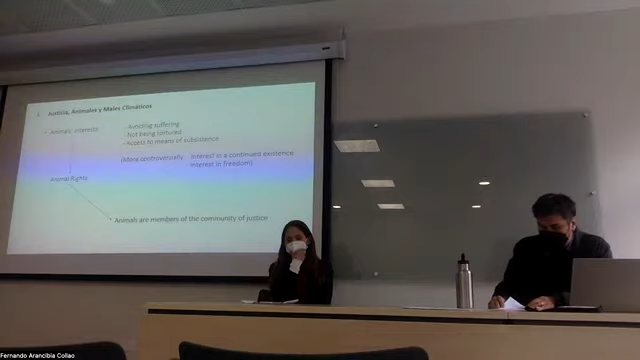 1. Justicia, Animales y Males Climáticos
- Animals' interests
- Avoiding suffering
- Not being tortured
- Access to means of subsistence
(More controversially: - Interest in a continued existence
- Interest in freedom)
Animal Rights
Animals are members of the community of justice
Fernando Arancibia Collao